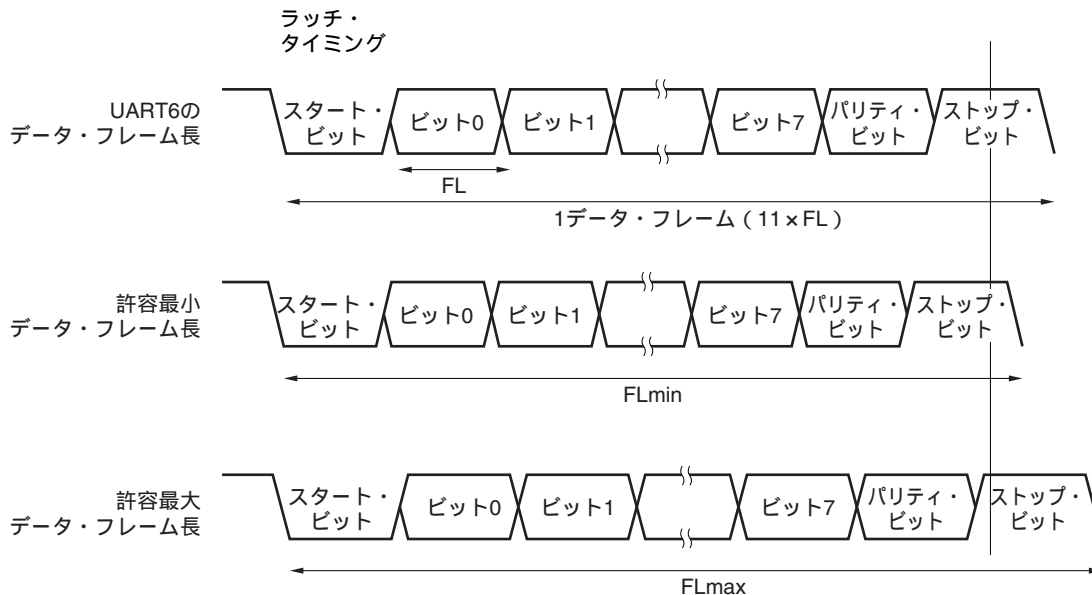 ラッチ・
タイミング
UART6の
データ・フレーム長
スタート・
ビット
ビット0
ビット1
ビット7
パリティ・
ビット
ストップ・
ビット
FL
1データ・フレーム（11×FL）
許容最小
データ・フレーム長
スタート・
ビット
ビット0
ビット1
ビット7
パリティ・
ビット
ストップ・
ビット
FLmin
許容最大
データ・フレーム長
スタート・
ビット
ビット0
ビット1
ビット7
パリティ・
ビット
ストップ・
ビット
FLmax